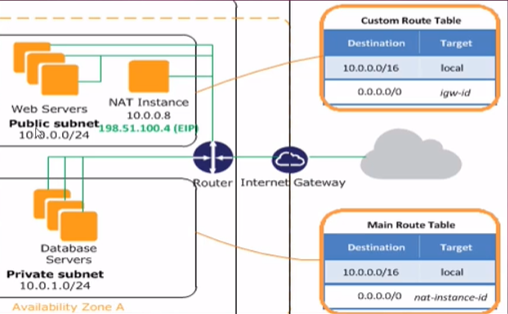 Web Servers
Public subnet
10.0.0.0/24
NAT Instance
10.0.0.8
198.51.100.4 (EIP)
Router
Internet Gateway
Database
Servers
Private subnet
10.0.1.0/24
Availability Zone A
Custom Route Table
Destination Target
10.0.0.0/16 local
0.0.0.0/0 igw-id
Main Route Table
Destination Target
10.0.0.0/16 local
0.0.0.0/0 nat-instance-id